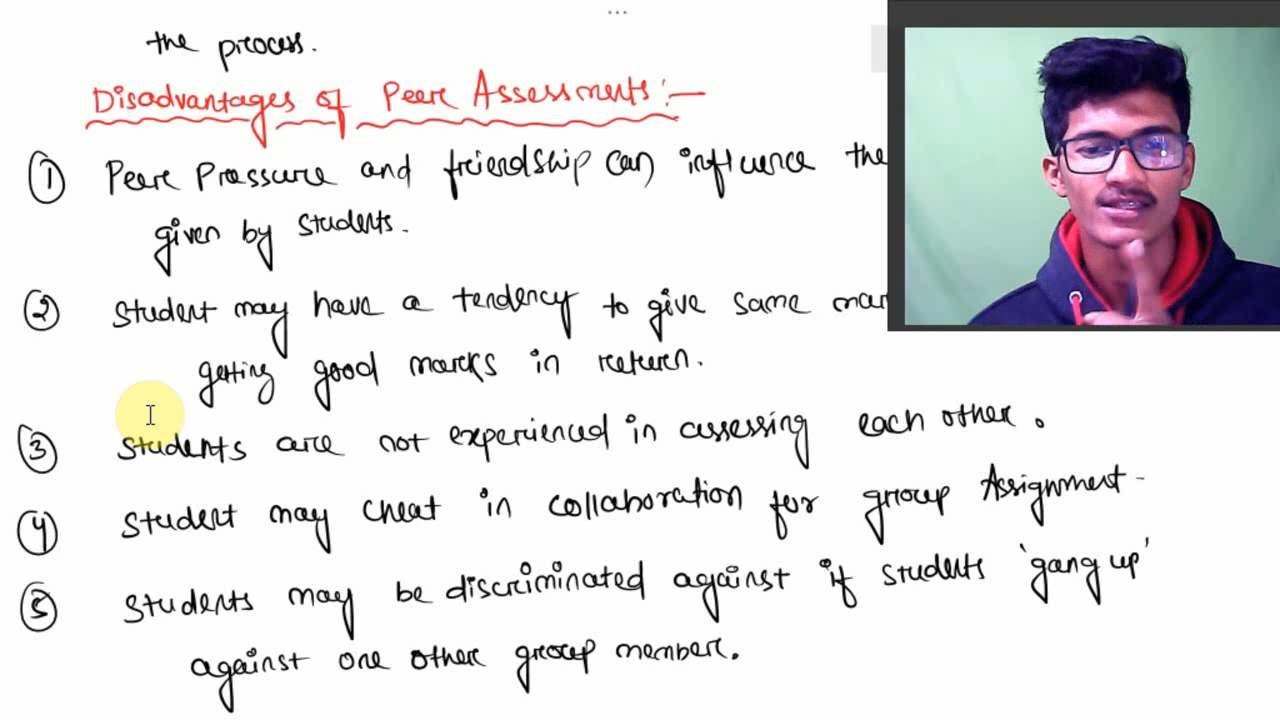 the process.
Disadvantages of Peer Assessments:-
① Peer Pressure and friendship can influence the
given by students.
② Student may have a tendency to give same mar
getting good marks in return.
③ Students are not experienced in assessing each other.
④ Student may cheat in collaboration for group Assignment-
⑤ Students may be discriminated against if students 'gang up'
against one other group member.